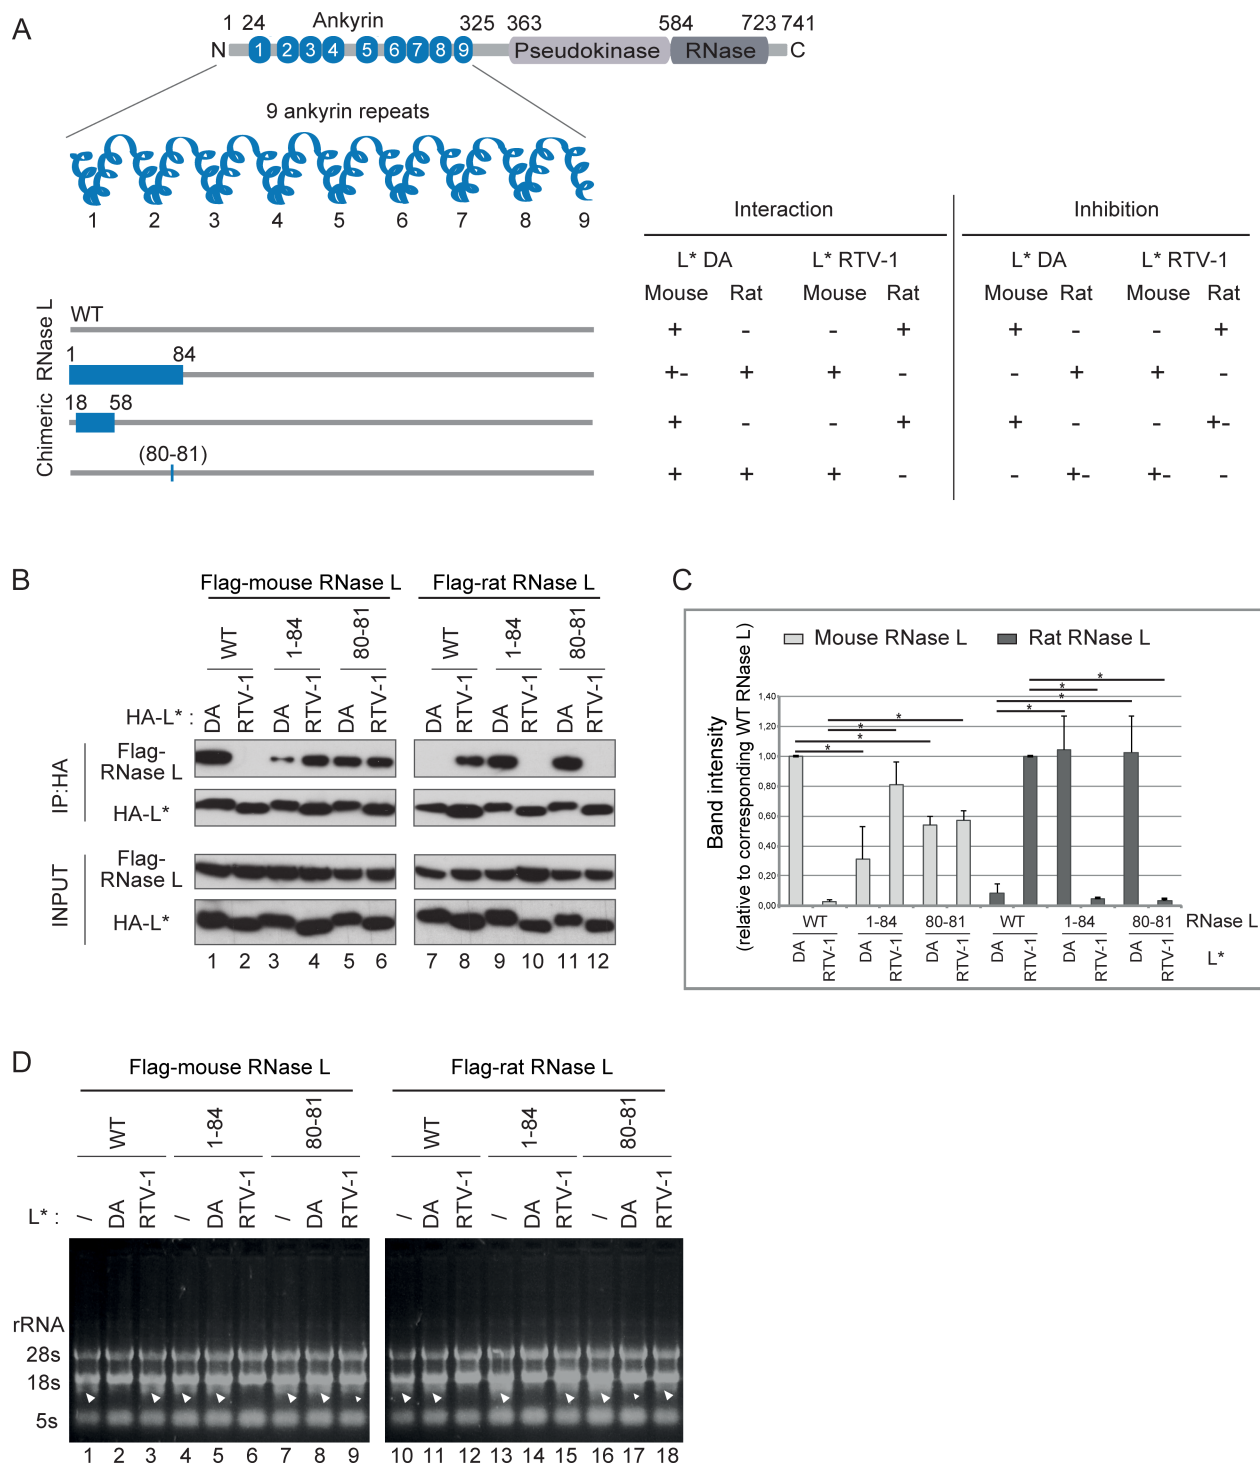 A
1 24 Ankyrin 325 363 584 723 741
N 1 2 3 4 5 6 7 8 9 Pseudokinase RNase C
9 ankyrin repeats
1 2 3 4 5 6 7 8 9
Interaction Inhibition
L* DA L* RTV-1 L* DA L* RTV-1
Mouse Rat Mouse Rat Mouse Rat Mouse Rat
Chimeric RNase L
WT
+ - - + + - - +
1 84
+- + + - - + + -
18 58
+ - - + + - - +-
(80-81)
+ + + - - +- +- -
B
Flag-mouse RNase L Flag-rat RNase L
WT 1-84 80-81 WT 1-84 80-81
HA-L* : DA RTV-1 DA RTV-1 DA RTV-1 DA RTV-1 DA RTV-1 DA RTV-1
IP:HA
Flag-
RNase L
HA-L*
INPUT
Flag-
RNase L
HA-L*
1 2 3 4 5 6 7 8 9 10 11 12
C
Mouse RNase L Rat RNase L
Band intensity
(relative to corresponding WT RNase L)
1,40
1,20
1,00
0,80
0,60
0,40
0,20
0,00
* * * * * * * *
WT 1-84 80-81 WT 1-84 80-81 RNase L
DA RTV-1 DA RTV-1 DA RTV-1 DA RTV-1 DA RTV-1 DA RTV-1 L*
D
Flag-mouse RNase L Flag-rat RNase L
WT 1-84 80-81 WT 1-84 80-81
L* : / DA RTV-1 / DA RTV-1 / DA RTV-1 / DA RTV-1 / DA RTV-1 / DA RTV-1
rRNA
28s
18s
5s
1 2 3 4 5 6 7 8 9 10 11 12 13 14 15 16 17 18